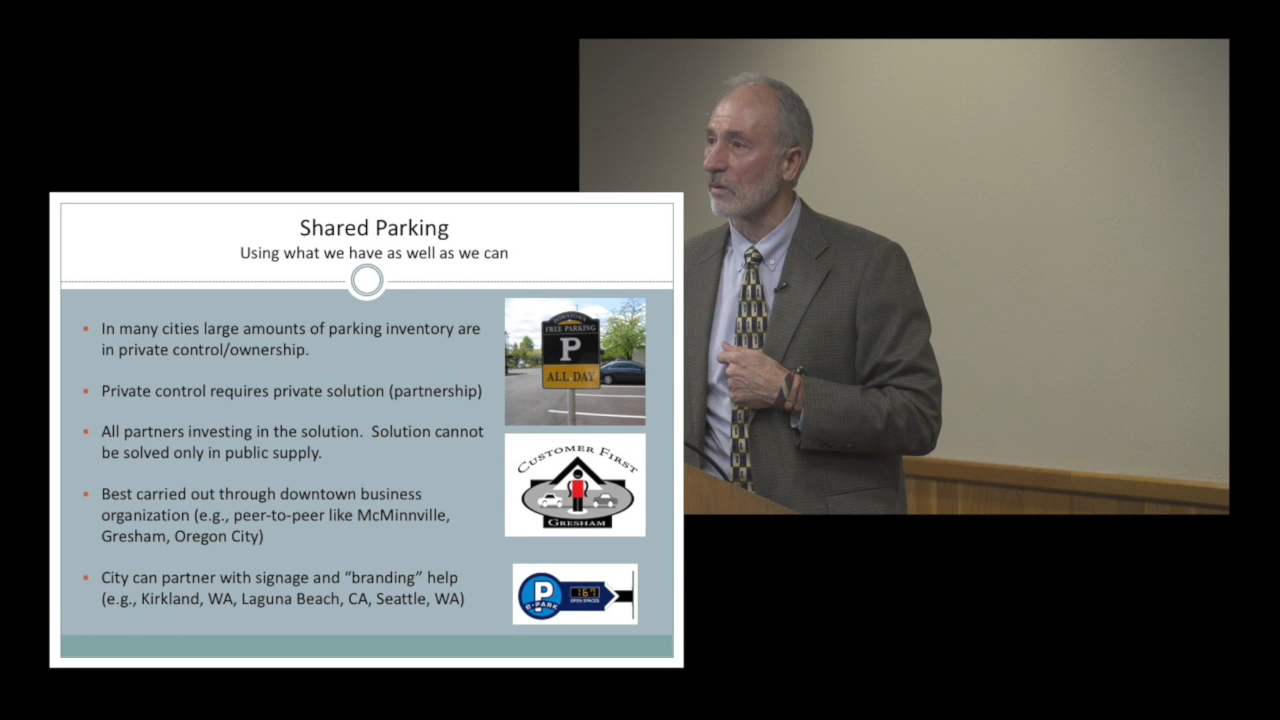 Shared Parking
Using what we have as well as we can
▪ In many cities large amounts of parking inventory are
in private control/ownership.
▪ Private control requires private solution (partnership)
▪ All partners investing in the solution.  Solution cannot
be solved only in public supply.
▪ Best carried out through downtown business
organization (e.g., peer-to-peer like McMinnville,
Gresham, Oregon City)
▪ City can partner with signage and “branding” help
(e.g., Kirkland, WA, Laguna Beach, CA, Seattle, WA)
DOWNTOWN
FREE PARKING
P
ALL DAY
CUSTOMER FIRST
GRESHAM
P
e•PARK
167
OPEN SPACES